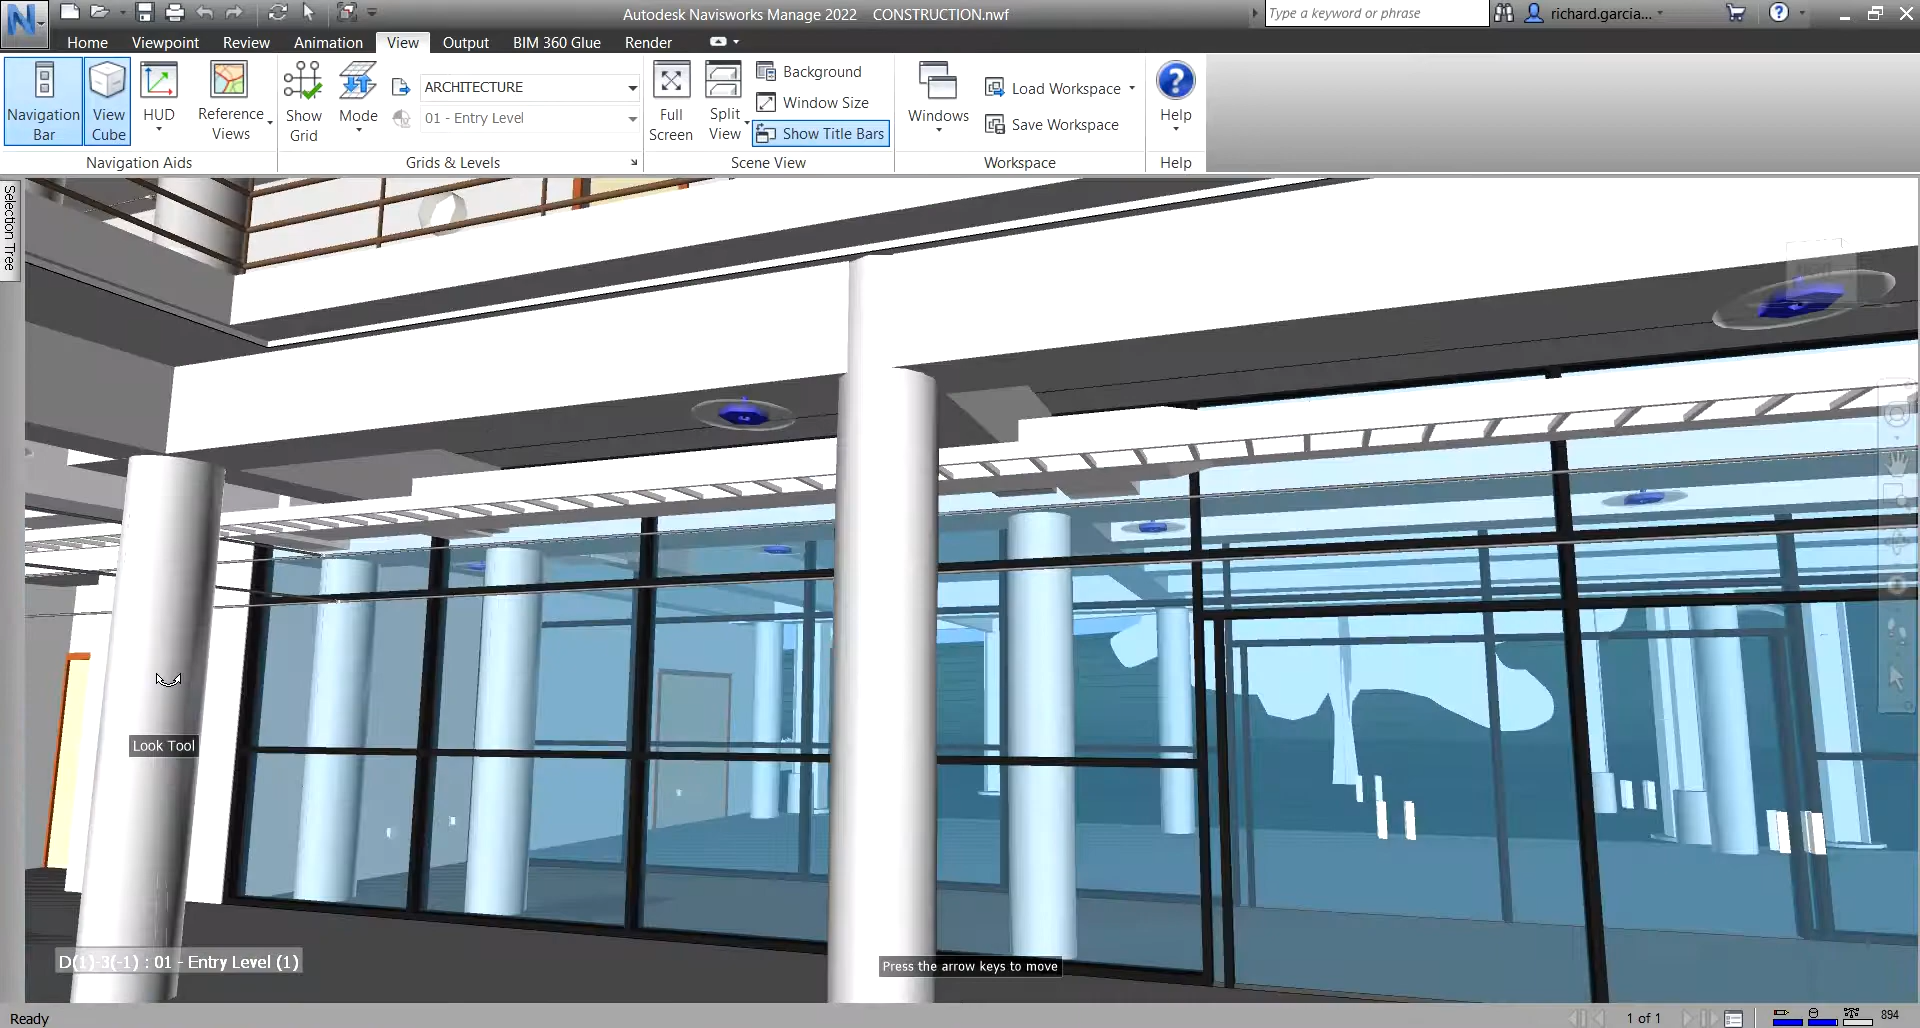 Autodesk Navisworks Manage 2022 CONSTRUCTION.nwf
Type a keyword or phrase
richard.garcia...
Home Viewpoint Review Animation View Output BIM 360 Glue Render
Navigation Bar
View Cube
HUD
Reference Views
Navigation Aids
Show Grid
Mode
ARCHITECTURE
01 - Entry Level
Grids & Levels
Full Screen
Split View
Background
Window Size
Show Title Bars
Scene View
Windows
Load Workspace
Save Workspace
Workspace
Help
Help
Selection Tree
Look Tool
D(1)-3(-1) : 01 - Entry Level (1)
Press the arrow keys to move
Ready
1 of 1
894